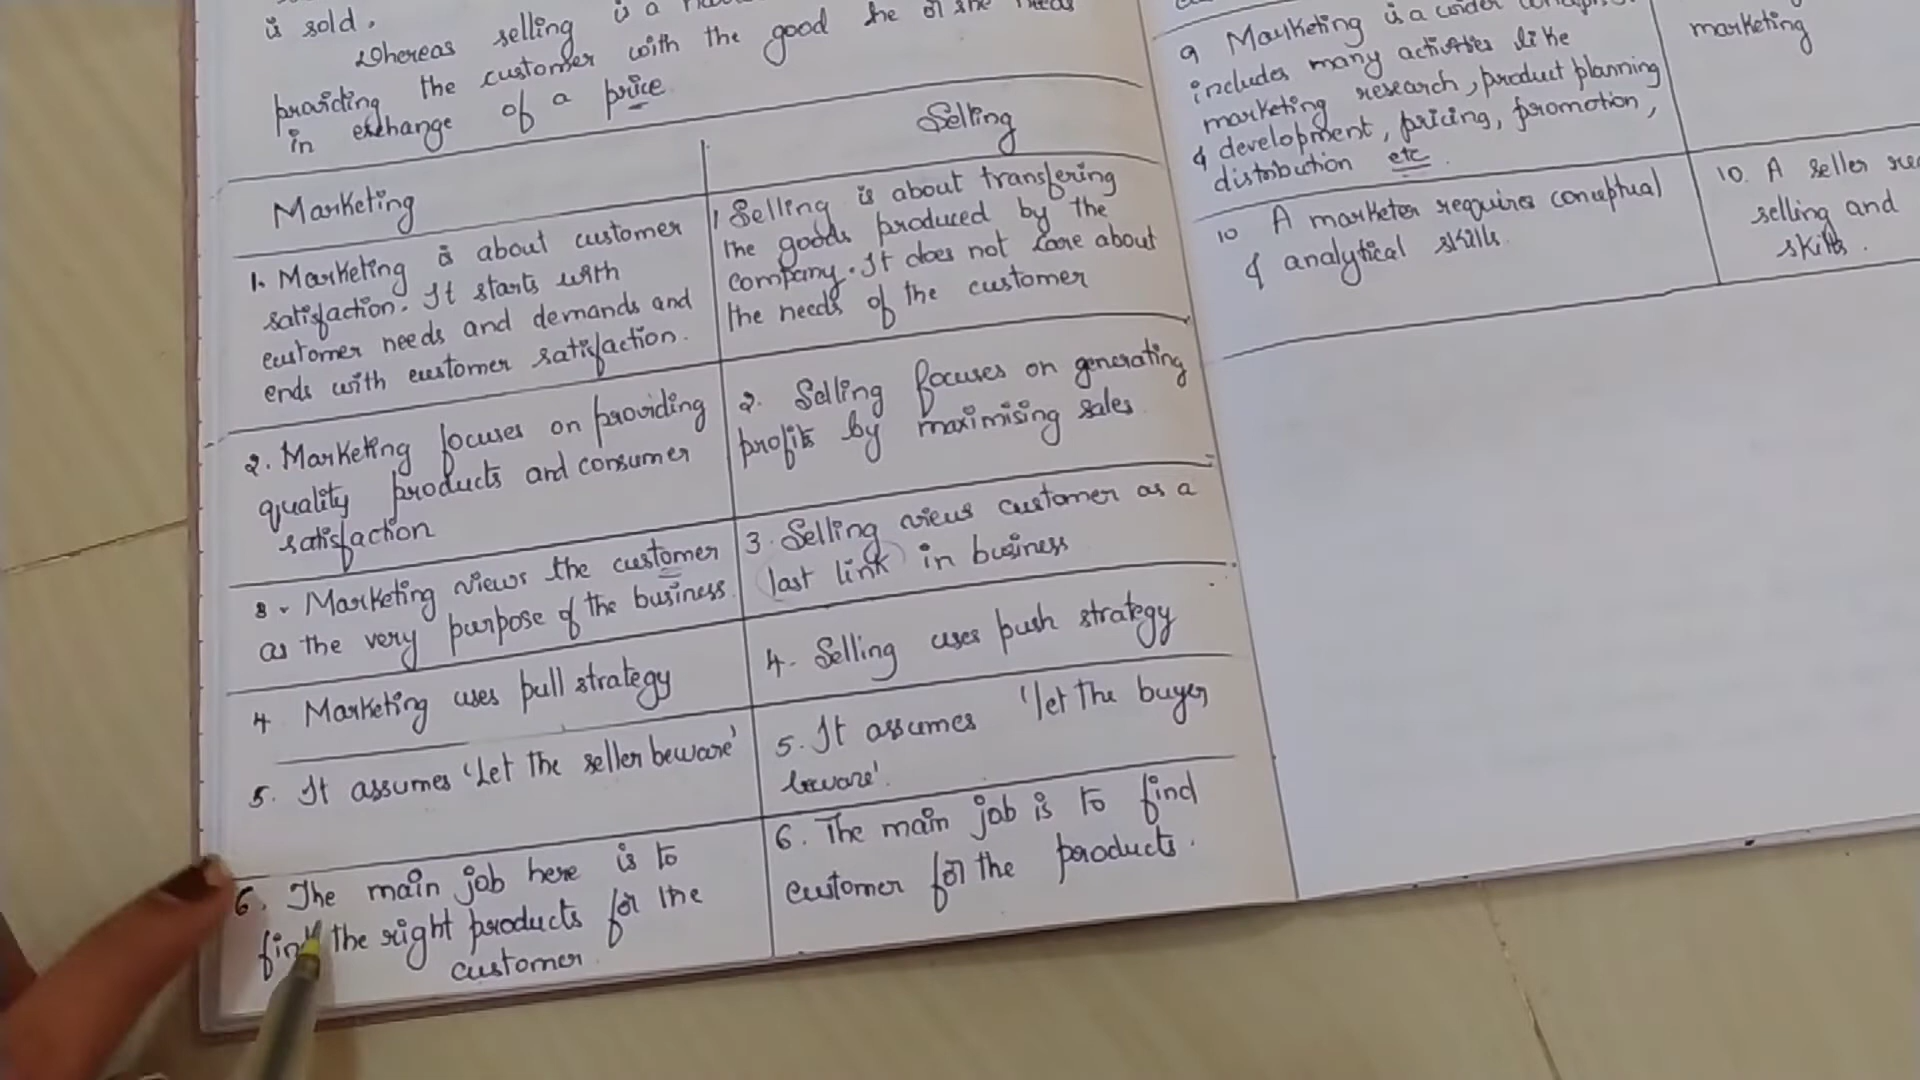 is sold.
Whereas selling is a
providing the customer with the good he or she needs
in exchange of a price
Marketing
Selling
1. Marketing is about customer
satisfaction. It starts with
customer needs and demands and
ends with customer satisfaction.
1 Selling is about transfering
the goods produced by the
company. It does not care about
the needs of the customer
2. Marketing focuses on providing
quality products and consumer
satisfaction
2. Selling focuses on generating
profits by maximising sales
3. Marketing views the customer
as the very purpose of the business
3. Selling views customer as a
last link in business
4 Marketing uses pull strategy
4. Selling uses push strategy
5. It assumes 'Let the seller beware'
5. It assumes 'let the buyer
beware'.
6. The main job here is to
find the right products for the
customer
6. The main job is to find
customer for the products.
9 Marketing is a wider concept
includes many activities like
marketing research, product planning
& development, pricing, promotion,
distribution etc.
marketing
10 A marketer requires conceptual
& analytical skills
10. A seller
selling and
skills.